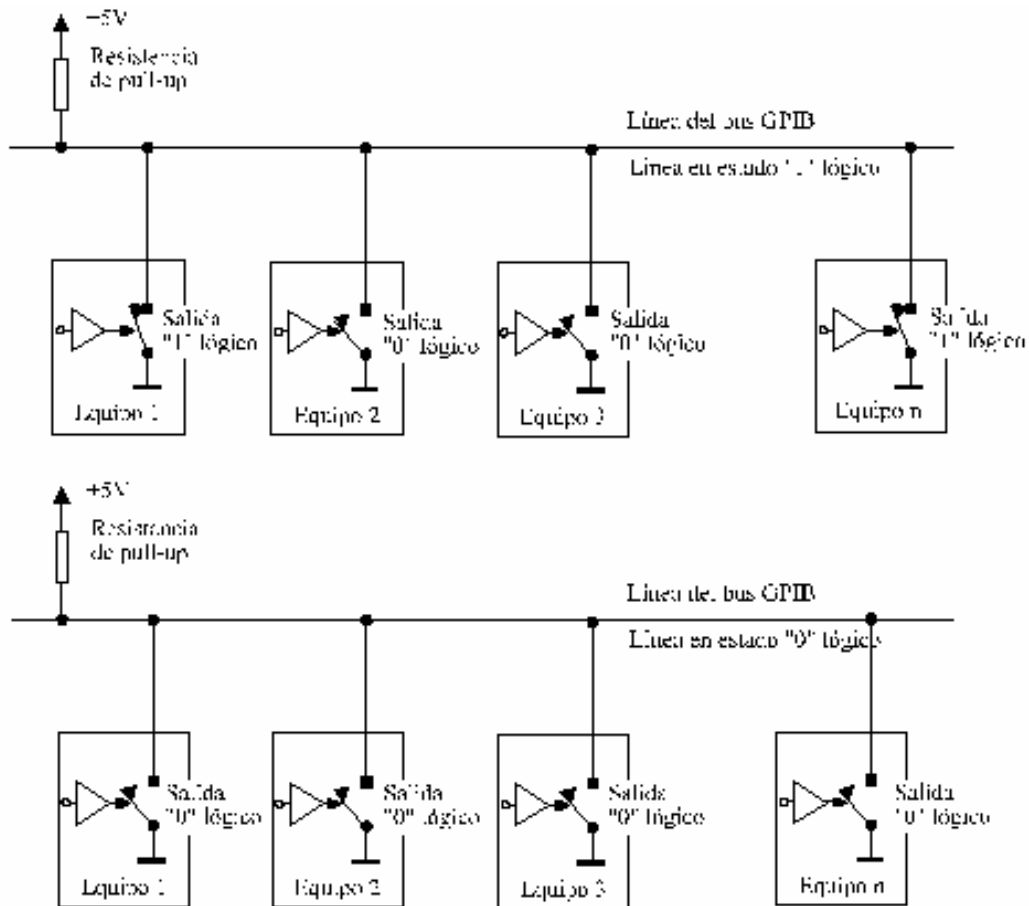 +5V
Resistencia
de pull-up
Línea del bus GPIB
Línea en estado "1" lógico
Salida
"1" lógico
Equipo 1
Salida
"0" lógico
Equipo 2
Salida
"0" lógico
Equipo 3
Salida
"1" lógico
Equipo n
+5V
Resistencia
de pull-up
Línea del bus GPIB
Línea en estado "0" lógico
Salida
"0" lógico
Equipo 1
Salida
"0" lógico
Equipo 2
Salida
"0" lógico
Equipo 3
Salida
"0" lógico
Equipo n